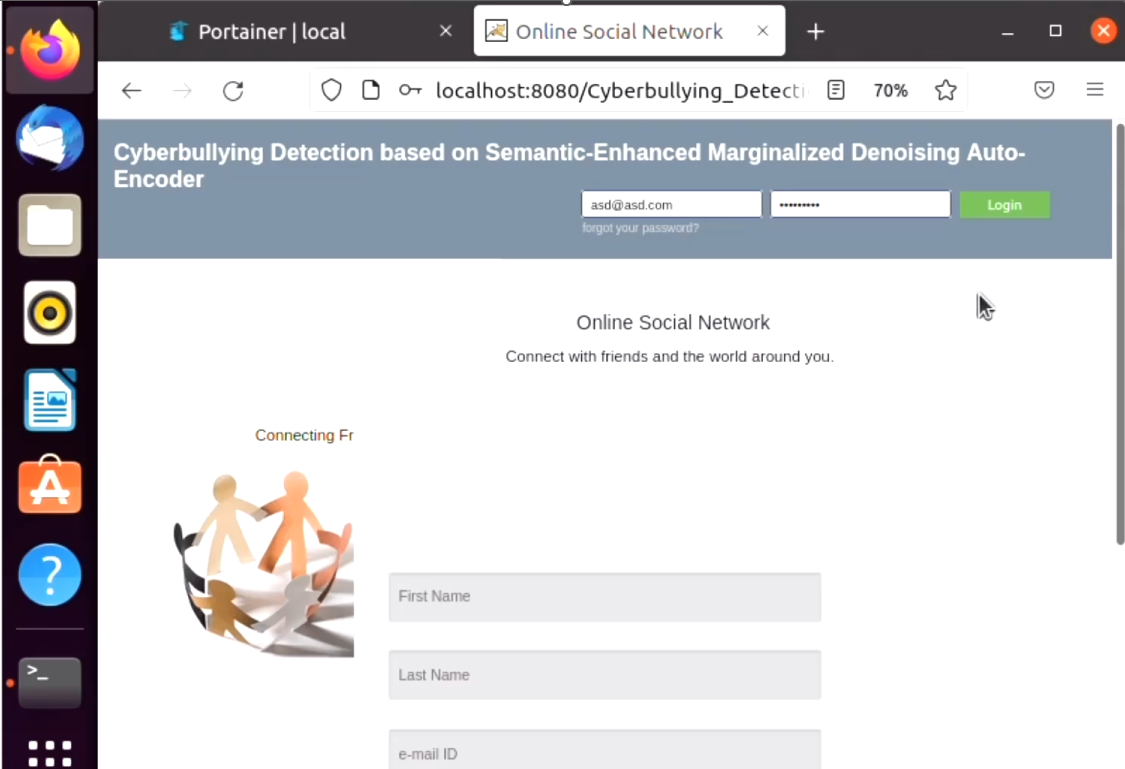 Portainer | local
Online Social Network
localhost:8080/Cyberbullying_Detecti
70%
Cyberbullying Detection based on Semantic-Enhanced Marginalized Denoising Auto-
Encoder
asd@asd.com
Login
forgot your password?
Online Social Network
Connect with friends and the world around you.
Connecting Fr
First Name
Last Name
e-mail ID